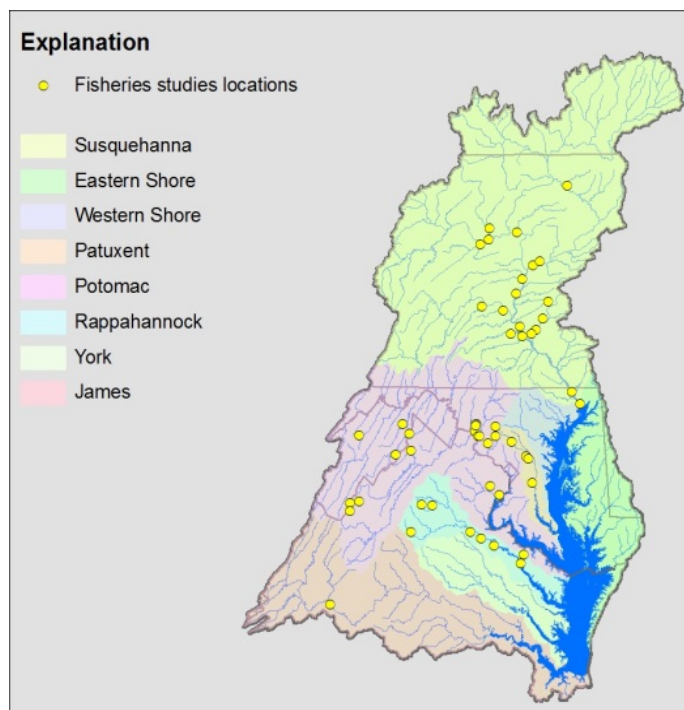 Explanation
Fisheries studies locations
Susquehanna
Eastern Shore
Western Shore
Patuxent
Potomac
Rappahannock
York
James